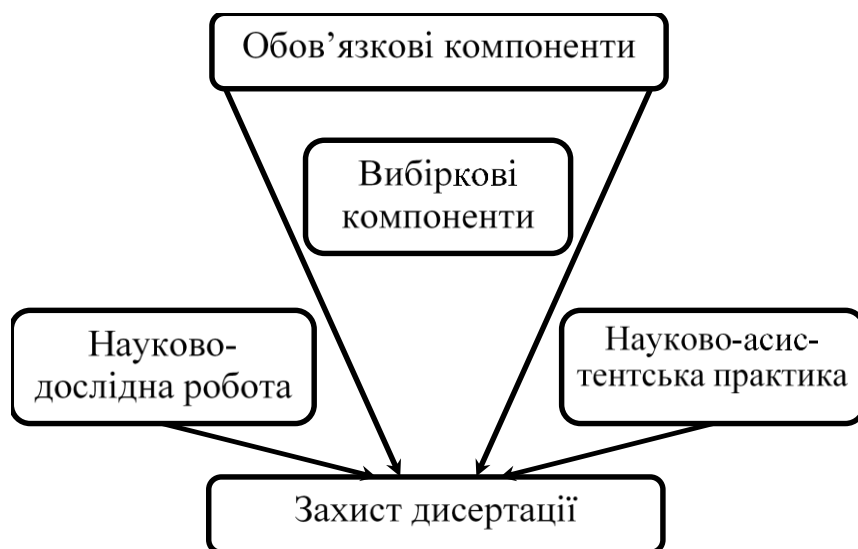 Обов’язкові компоненти
Вибіркові
компоненти
Науково-
дослідна робота
Науково-асис-
тентська практика
Захист дисертації